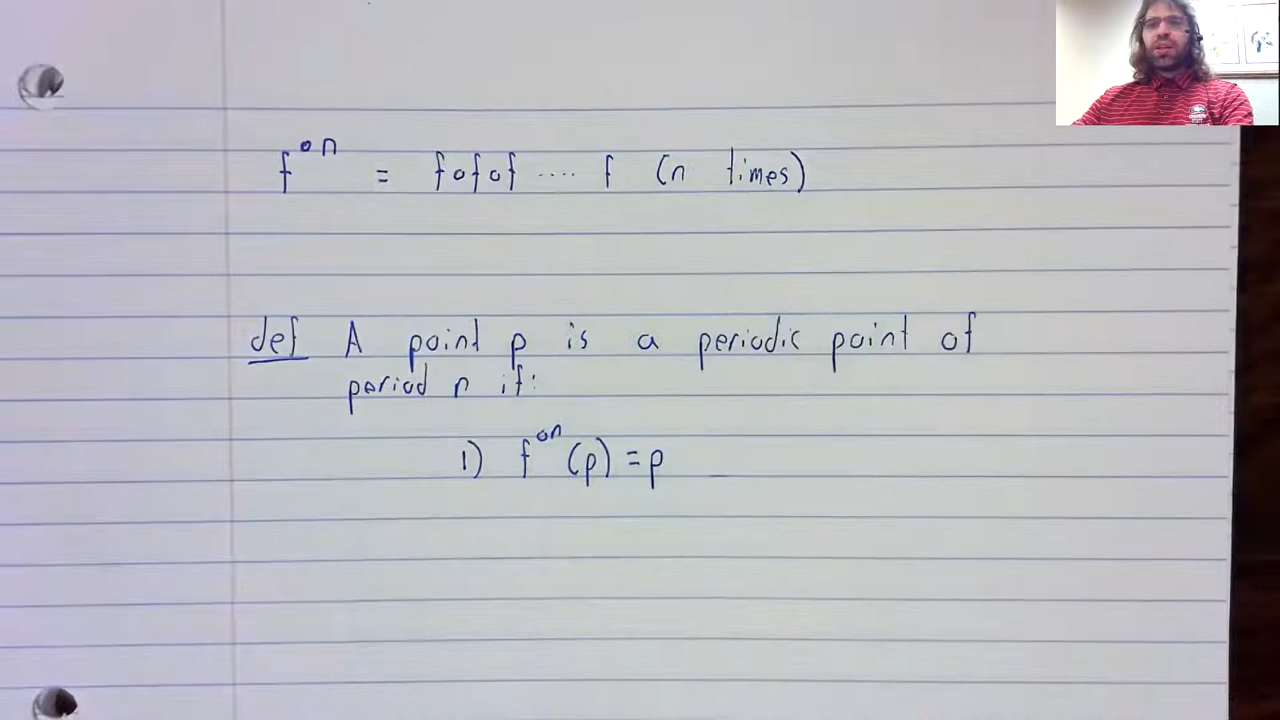 f^{∘n} = f∘f∘f .... f (n times)
def A point p is a periodic point of
period n if:
1) f^{∘n}(p) = p